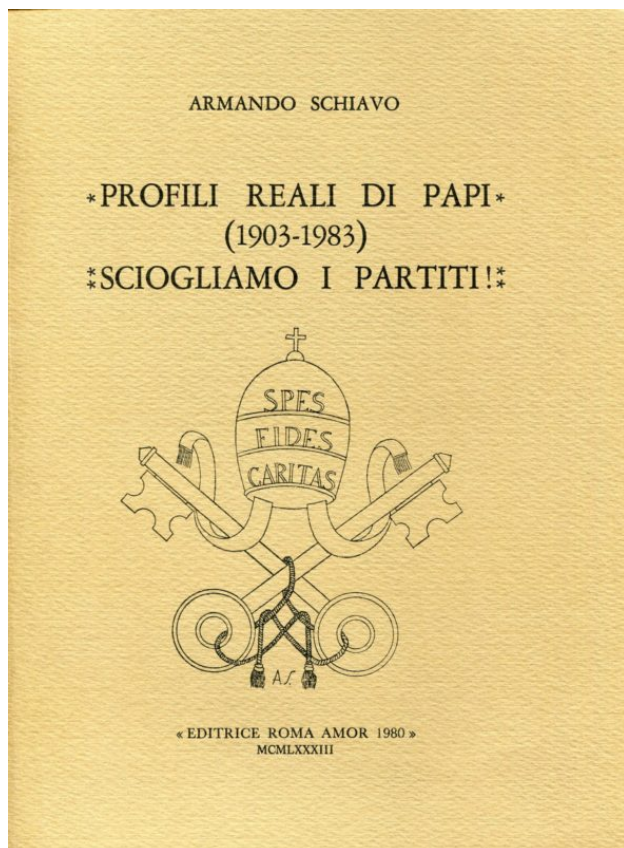 ARMANDO SCHIAVO
*PROFILI REALI DI PAPI*
(1903-1983)
**SCIOGLIAMO I PARTITI!**
SPES
FIDES
CARITAS
A.S.
« EDITRICE ROMA AMOR 1980 »
MCMLXXXIII